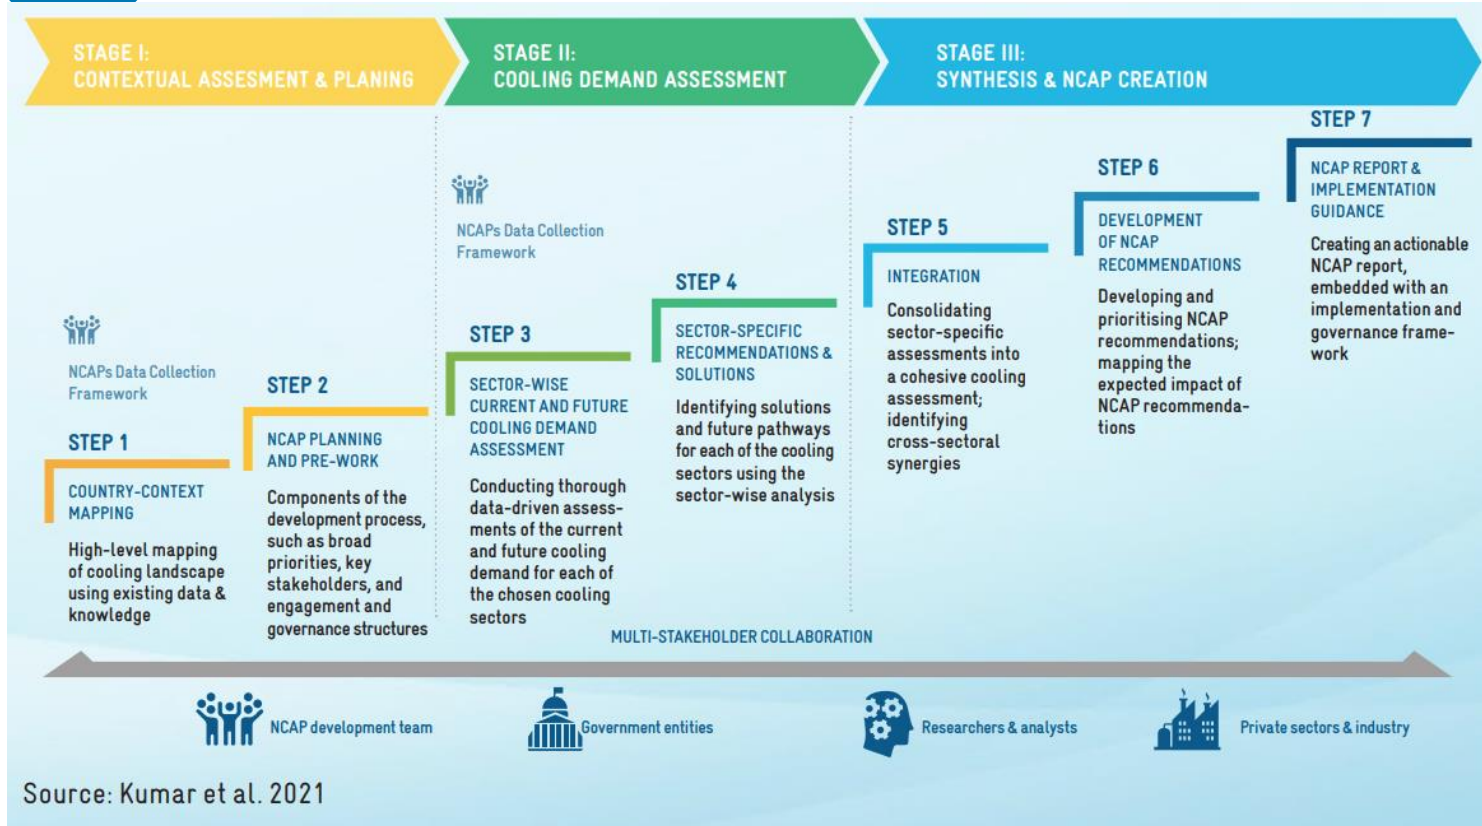 STAGE I:
CONTEXTUAL ASSESMENT & PLANING
STAGE II:
COOLING DEMAND ASSESSMENT
STAGE III:
SYNTHESIS & NCAP CREATION
NCAPs Data Collection
Framework
STEP 1
COUNTRY-CONTEXT
MAPPING
High-level mapping
of cooling landscape
using existing data &
knowledge
STEP 2
NCAP PLANNING
AND PRE-WORK
Components of the
development process,
such as broad
priorities, key
stakeholders, and
engagement and
governance structures
NCAPs Data Collection
Framework
STEP 3
SECTOR-WISE
CURRENT AND FUTURE
COOLING DEMAND
ASSESSMENT
Conducting thorough
data-driven assess-
ments of the current
and future cooling
demand for each of
the chosen cooling
sectors
STEP 4
SECTOR-SPECIFIC
RECOMMENDATIONS &
SOLUTIONS
Identifying solutions
and future pathways
for each of the cooling
sectors using the
sector-wise analysis
STEP 5
INTEGRATION
Consolidating
sector-specific
assessments into
a cohesive cooling
assessment;
identifying
cross-sectoral
synergies
STEP 6
DEVELOPMENT
OF NCAP
RECOMMENDATIONS
Developing and
prioritising NCAP
recommendations;
mapping the
expected impact of
NCAP recommenda-
tions
STEP 7
NCAP REPORT &
IMPLEMENTATION
GUIDANCE
Creating an actionable
NCAP report,
embedded with an
implementation and
governance frame-
work
MULTI-STAKEHOLDER COLLABORATION
NCAP development team
Government entities
Researchers & analysts
Private sectors & industry
Source: Kumar et al. 2021